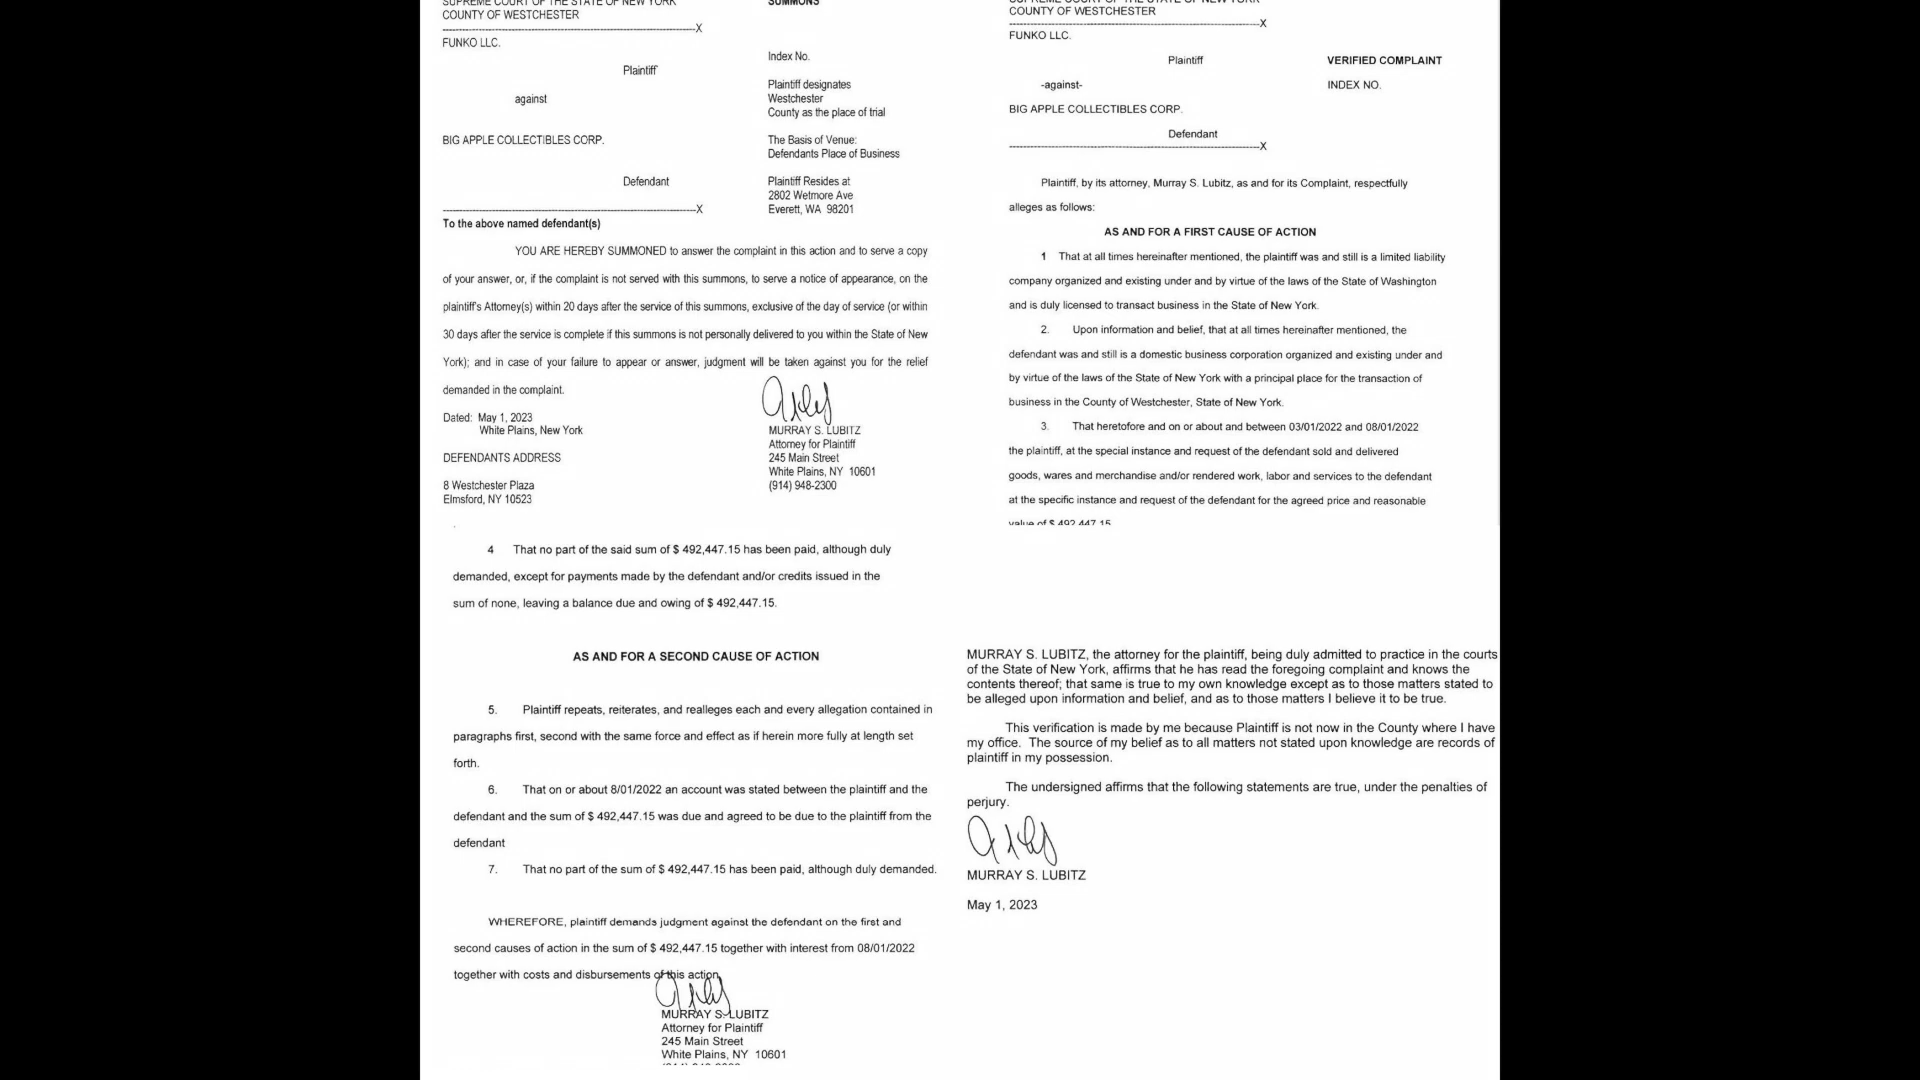 SUPREME COURT OF THE STATE OF NEW YORK
COUNTY OF WESTCHESTER
-----------------------------------------------------------------------X
FUNKO LLC.
Plaintiff
against
BIG APPLE COLLECTIBLES CORP.
Defendant
-----------------------------------------------------------------------X
SUMMONS
Index No.
Plaintiff designates
Westchester
County as the place of trial
The Basis of Venue:
Defendants Place of Business
Plaintiff Resides at
2802 Wetmore Ave
Everett, WA 98201
To the above named defendant(s)
YOU ARE HEREBY SUMMONED to answer the complaint in this action and to serve a copy
of your answer, or, if the complaint is not served with this summons, to serve a notice of appearance, on the
plaintiff's Attorney(s) within 20 days after the service of this summons, exclusive of the day of service (or within
30 days after the service is complete if this summons is not personally delivered to you within the State of New
York); and in case of your failure to appear or answer, judgment will be taken against you for the relief
demanded in the complaint.
Dated: May 1, 2023
White Plains, New York
DEFENDANTS ADDRESS
8 Westchester Plaza
Elmsford, NY 10523
MURRAY S. LUBITZ
Attorney for Plaintiff
245 Main Street
White Plains, NY 10601
(914) 948-2300
SUPREME COURT OF THE STATE OF NEW YORK
COUNTY OF WESTCHESTER
-----------------------------------------------------------------------X
FUNKO LLC.
Plaintiff
-against-
BIG APPLE COLLECTIBLES CORP.
Defendant
-----------------------------------------------------------------------X
VERIFIED COMPLAINT
INDEX NO.
Plaintiff, by its attorney, Murray S. Lubitz, as and for its Complaint, respectfully
alleges as follows:
AS AND FOR A FIRST CAUSE OF ACTION
1 That at all times hereinafter mentioned, the plaintiff was and still is a limited liability
company organized and existing under and by virtue of the laws of the State of Washington
and is duly licensed to transact business in the State of New York.
2. Upon information and belief, that at all times hereinafter mentioned, the
defendant was and still is a domestic business corporation organized and existing under and
by virtue of the laws of the State of New York with a principal place for the transaction of
business in the County of Westchester, State of New York.
3. That heretofore and on or about and between 03/01/2022 and 08/01/2022
the plaintiff, at the special instance and request of the defendant sold and delivered
goods, wares and merchandise and/or rendered work, labor and services to the defendant
at the specific instance and request of the defendant for the agreed price and reasonable
value of $ 492,447.15
4 That no part of the said sum of $ 492,447.15 has been paid, although duly
demanded, except for payments made by the defendant and/or credits issued in the
sum of none, leaving a balance due and owing of $ 492,447.15.
AS AND FOR A SECOND CAUSE OF ACTION
5. Plaintiff repeats, reiterates, and realleges each and every allegation contained in
paragraphs first, second with the same force and effect as if herein more fully at length set
forth.
6. That on or about 8/01/2022 an account was stated between the plaintiff and the
defendant and the sum of $ 492,447.15 was due and agreed to be due to the plaintiff from the
defendant
7. That no part of the sum of $ 492,447.15 has been paid, although duly demanded.
WHEREFORE, plaintiff demands judgment against the defendant on the first and
second causes of action in the sum of $ 492,447.15 together with interest from 08/01/2022
together with costs and disbursements of this action.
MURRAY S. LUBITZ
Attorney for Plaintiff
245 Main Street
White Plains, NY 10601
MURRAY S. LUBITZ, the attorney for the plaintiff, being duly admitted to practice in the courts
of the State of New York, affirms that he has read the foregoing complaint and knows the
contents thereof; that same is true to my own knowledge except as to those matters stated to
be alleged upon information and belief, and as to those matters I believe it to be true.
This verification is made by me because Plaintiff is not now in the County where I have
my office. The source of my belief as to all matters not stated upon knowledge are records of
plaintiff in my possession.
The undersigned affirms that the following statements are true, under the penalties of
perjury.
MURRAY S. LUBITZ
May 1, 2023